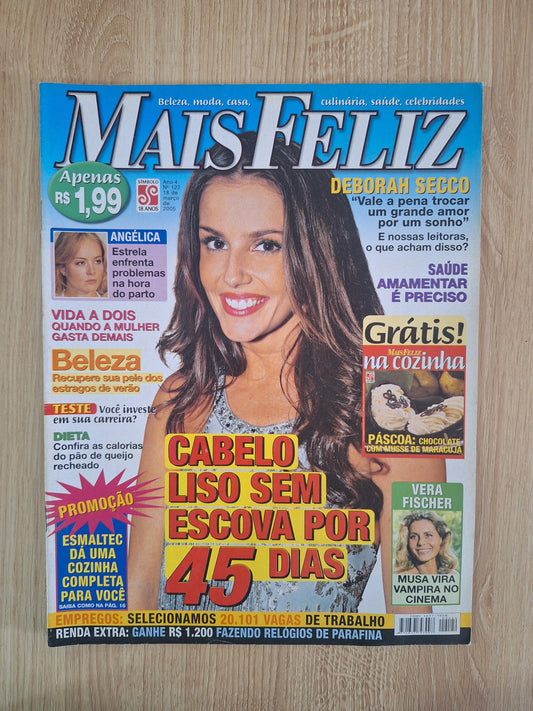 Beleza, moda, casa, culinária, saúde, celebridades
MAIS FELIZ
Apenas
R$ 1,99
SÍMBOLO
18 ANOS
Ano 4
Nº 122
18 de
março
de
2005
DEBORAH SECCO
"Vale a pena trocar
um grande amor
por um sonho"
E nossas leitoras,
o que acham disso?
ANGÉLICA
Estrela
enfrenta
problemas
na hora
do parto
SAÚDE
AMAMENTAR
É PRECISO
VIDA A DOIS
QUANDO A MULHER
GASTA DEMAIS
Grátis!
MAIS FELIZ
na cozinha
PÁSCOA: CHOCOLATE
COM MUSSE DE MARACUJÁ
Beleza
Recupere sua pele dos
estragos de verão
TESTE Você investe
em sua carreira?
DIETA
Confira as calorias
do pão de queijo
recheado
CABELO
LISO SEM
ESCOVA POR
45 DIAS
PROMOÇÃO
ESMALTEC
DÁ UMA
COZINHA
COMPLETA
PARA VOCÊ
SAIBA COMO NA PÁG. 16
VERA
FISCHER
MUSA VIRA
VAMPIRA NO
CINEMA
EMPREGOS: SELECIONAMOS 20.101 VAGAS DE TRABALHO
RENDA EXTRA: GANHE R$ 1.200 FAZENDO RELÓGIOS DE PARAFINA